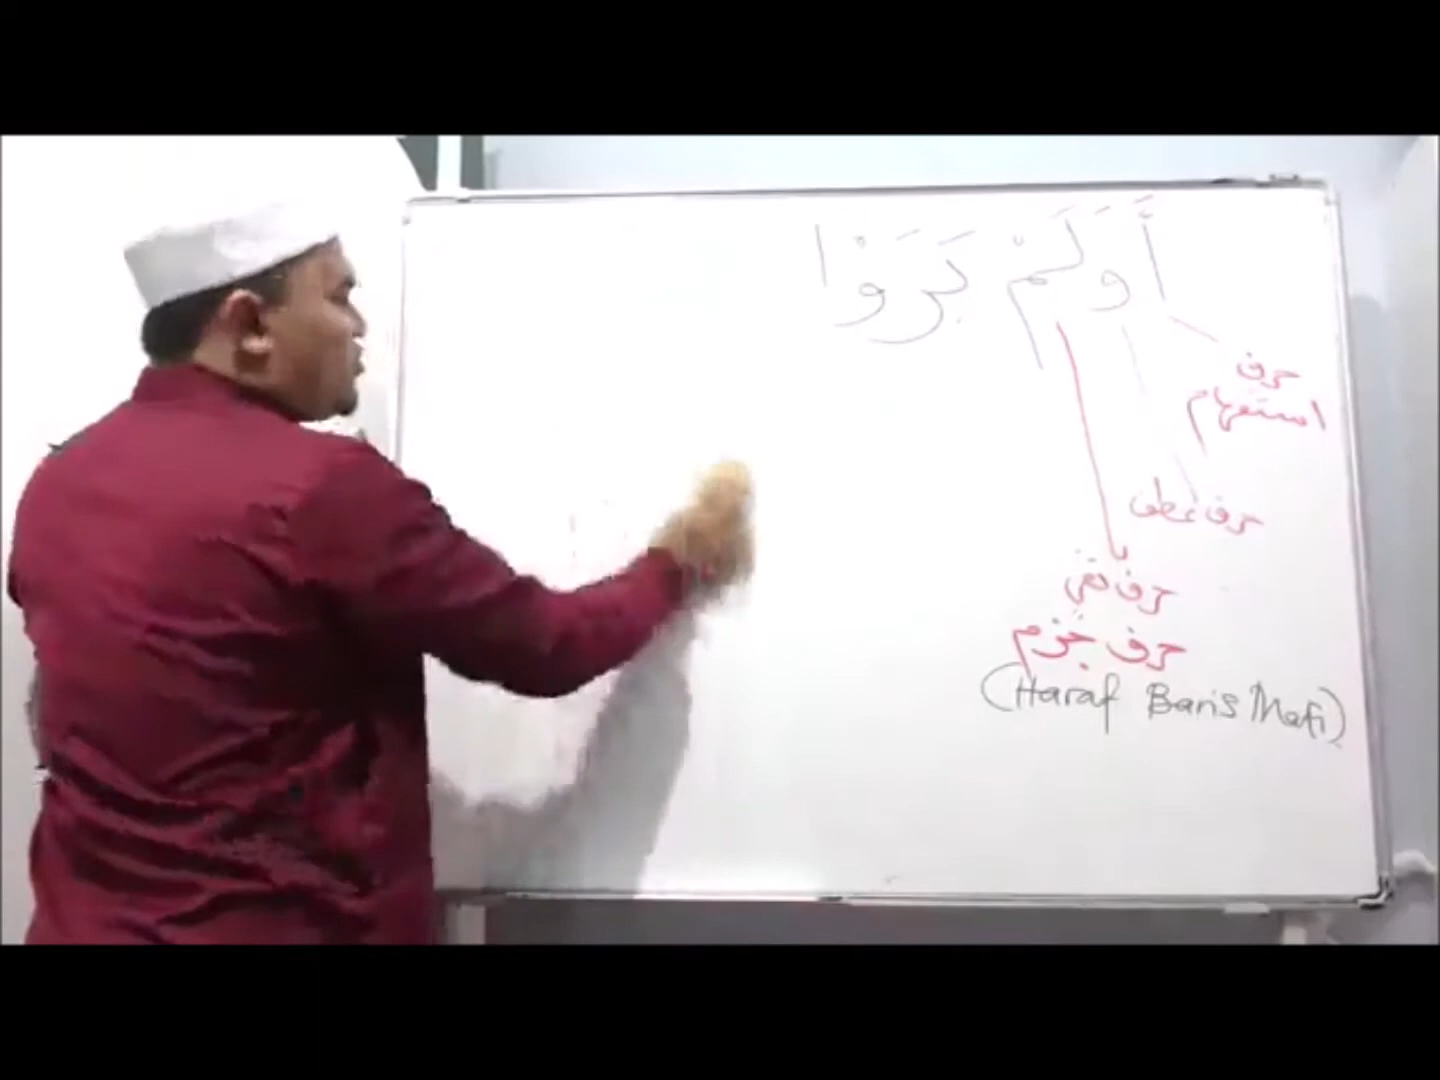 أَوَلَمْ يَرَوْا
حرف
استفهام
حرف عطف
حرف نفي
حرف جزم
(Haraf Baris Mati)